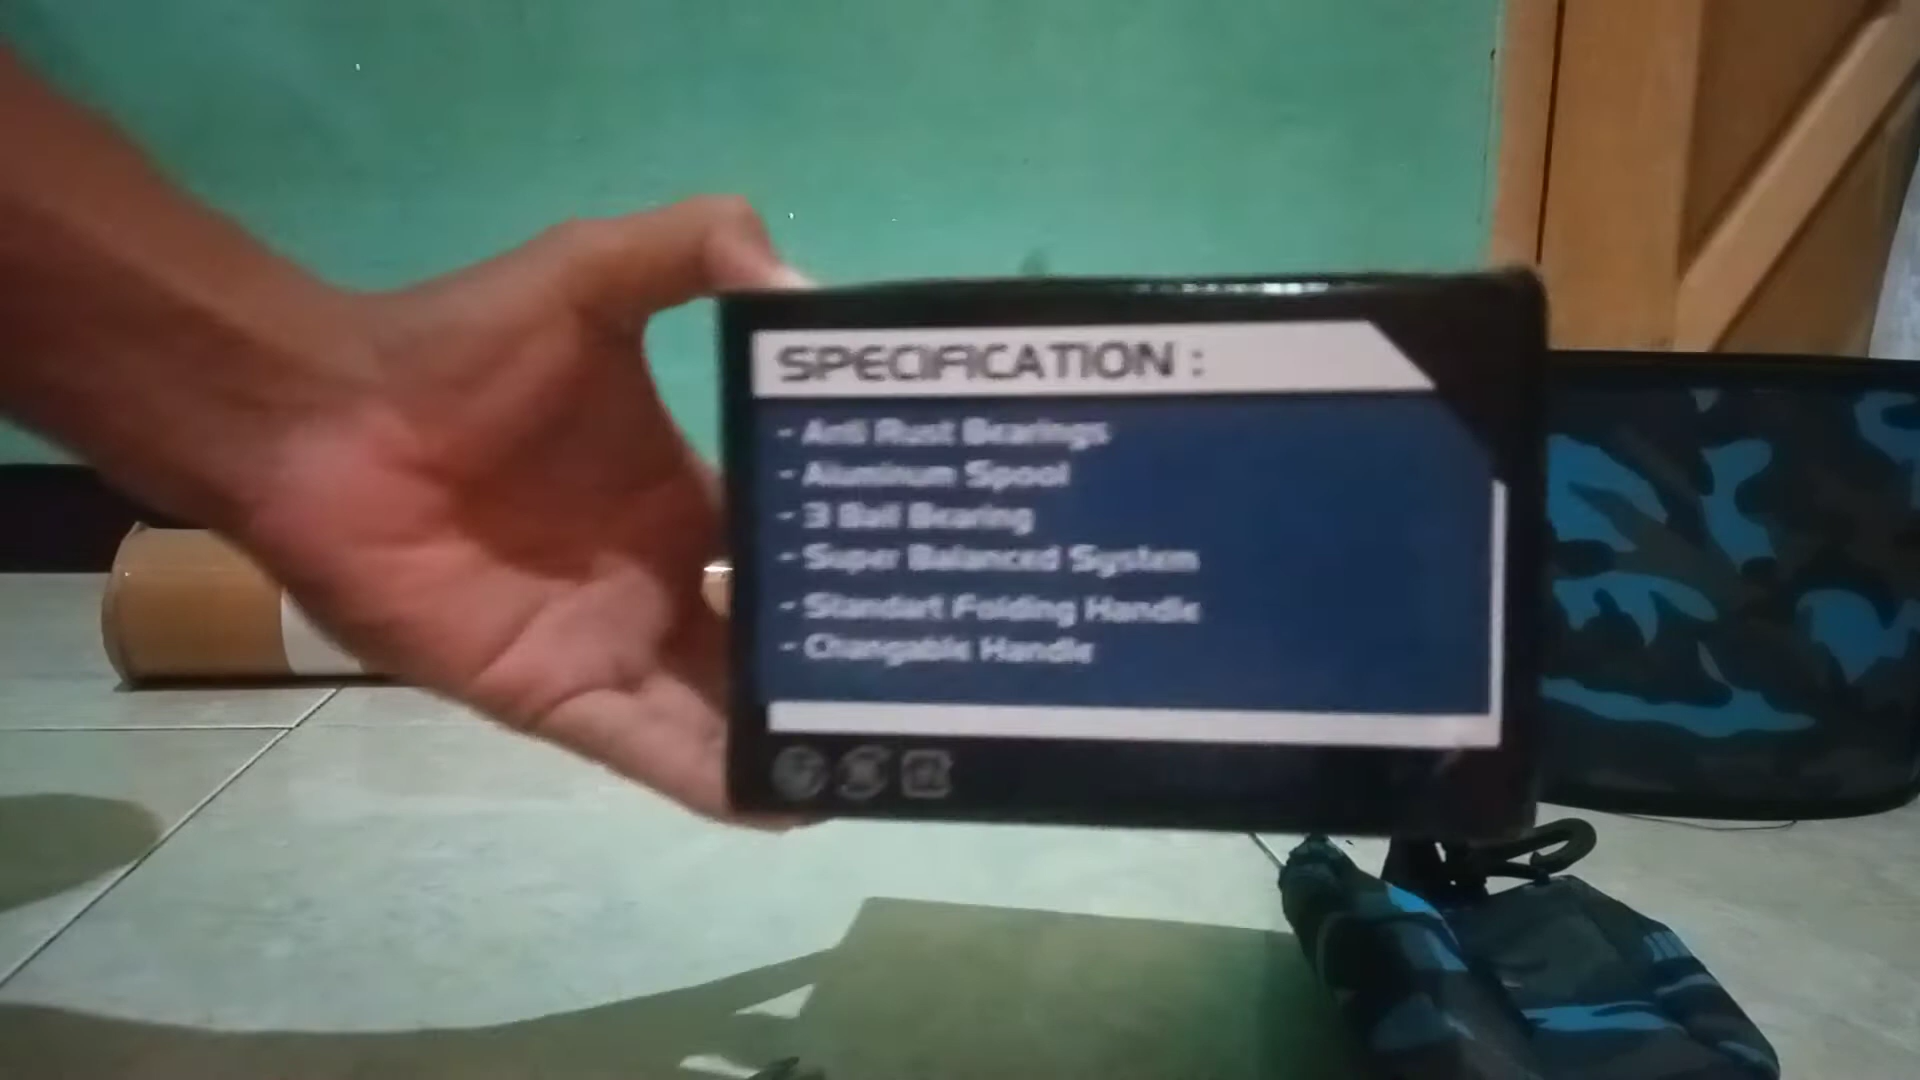 SPECIFICATION :
- Anti Rust Bearings
- Aluminum Spool
- 3 Ball Bearing
- Super Balanced System
- Standart Folding Handle
- Changable Handle